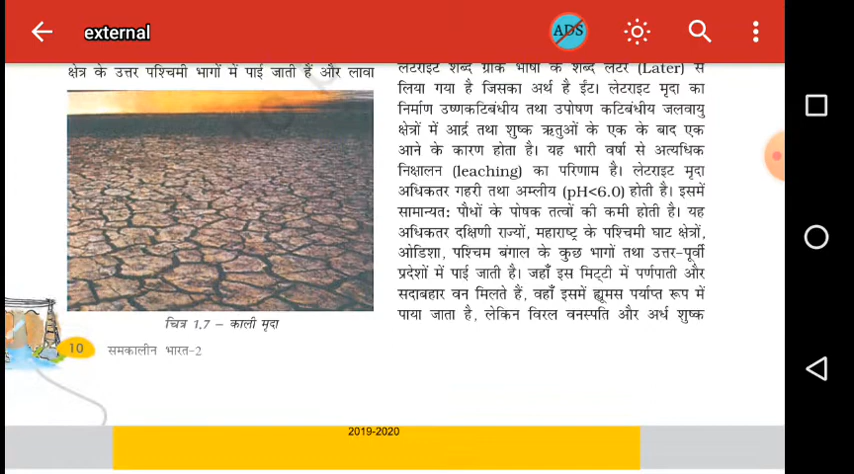 external
ADS
क्षेत्र के उत्तर पश्चिमी भागों में पाई जाती हैं और लावा
चित्र 1.7 – काली मृदा
10 समकालीन भारत-2
लेटराइट शब्द ग्रीक भाषा के शब्द लेटर (Later) से
लिया गया है जिसका अर्थ है ईंट। लेटराइट मृदा का
निर्माण उष्णकटिबंधीय तथा उपोषण कटिबंधीय जलवायु
क्षेत्रों में आर्द्र तथा शुष्क ऋतुओं के एक के बाद एक
आने के कारण होता है। यह भारी वर्षा से अत्यधिक
निक्षालन (leaching) का परिणाम है। लेटराइट मृदा
अधिकतर गहरी तथा अम्लीय (pH<6.0) होती है। इसमें
सामान्यत: पौधों के पोषक तत्वों की कमी होती है। यह
अधिकतर दक्षिणी राज्यों, महाराष्ट्र के पश्चिमी घाट क्षेत्रों,
ओडिशा, पश्चिम बंगाल के कुछ भागों तथा उत्तर-पूर्वी
प्रदेशों में पाई जाती है। जहाँ इस मिट्टी में पर्णपाती और
सदाबहार वन मिलते हैं, वहाँ इसमें ह्यूमस पर्याप्त रूप में
पाया जाता है, लेकिन विरल वनस्पति और अर्ध शुष्क
2019-2020